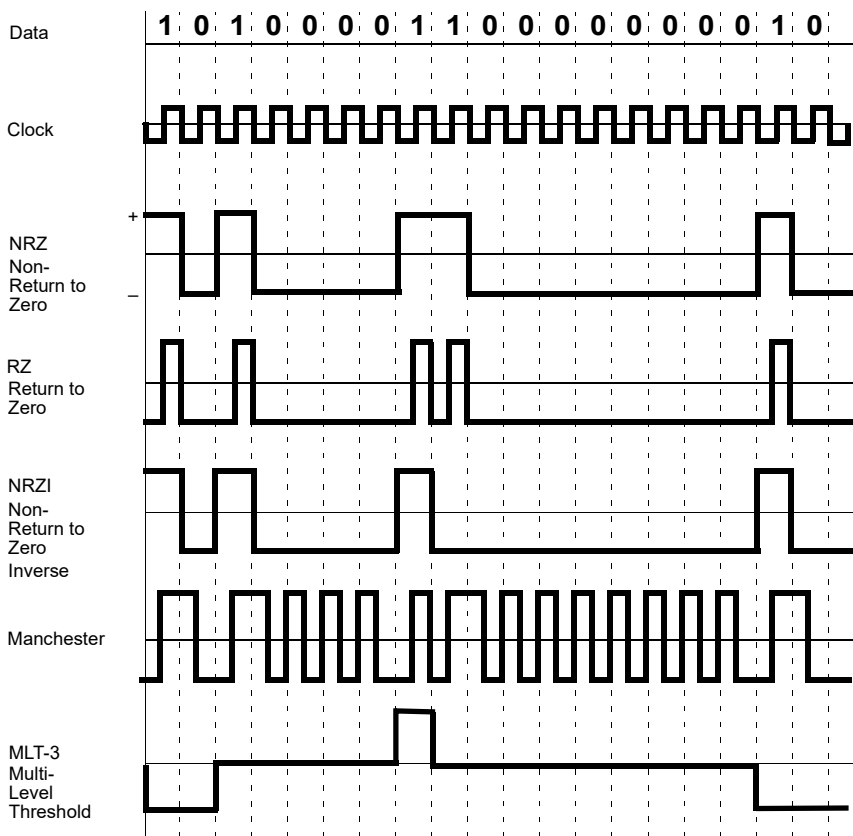 Data 1 0 1 0 0 0 0 1 1 0 0 0 0 0 0 0 0 1 0
Clock
+
NRZ
Non-
Return to
Zero
–
RZ
Return to
Zero
NRZI
Non-
Return to
Zero
Inverse
Manchester
MLT-3
Multi-
Level
Threshold